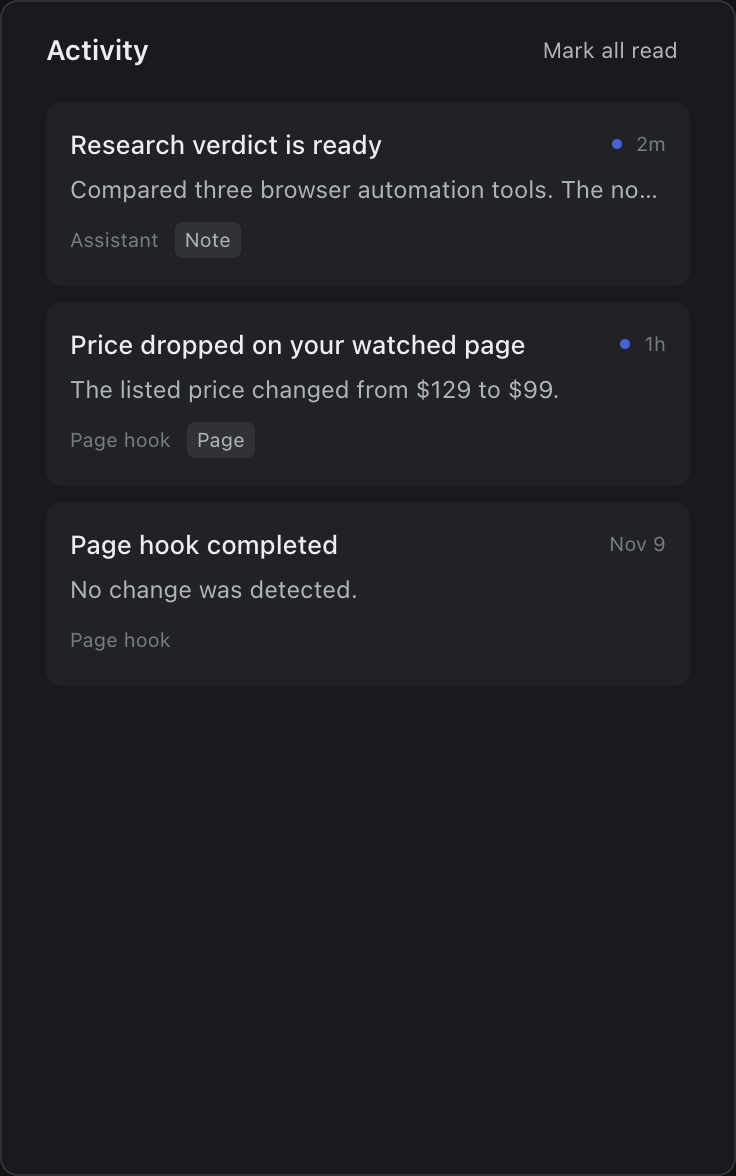 Activity
Mark all read
Research verdict is ready
2m
Compared three browser automation tools. The no...
Assistant
Note
Price dropped on your watched page
1h
The listed price changed from $129 to $99.
Page hook
Page
Page hook completed
Nov 9
No change was detected.
Page hook